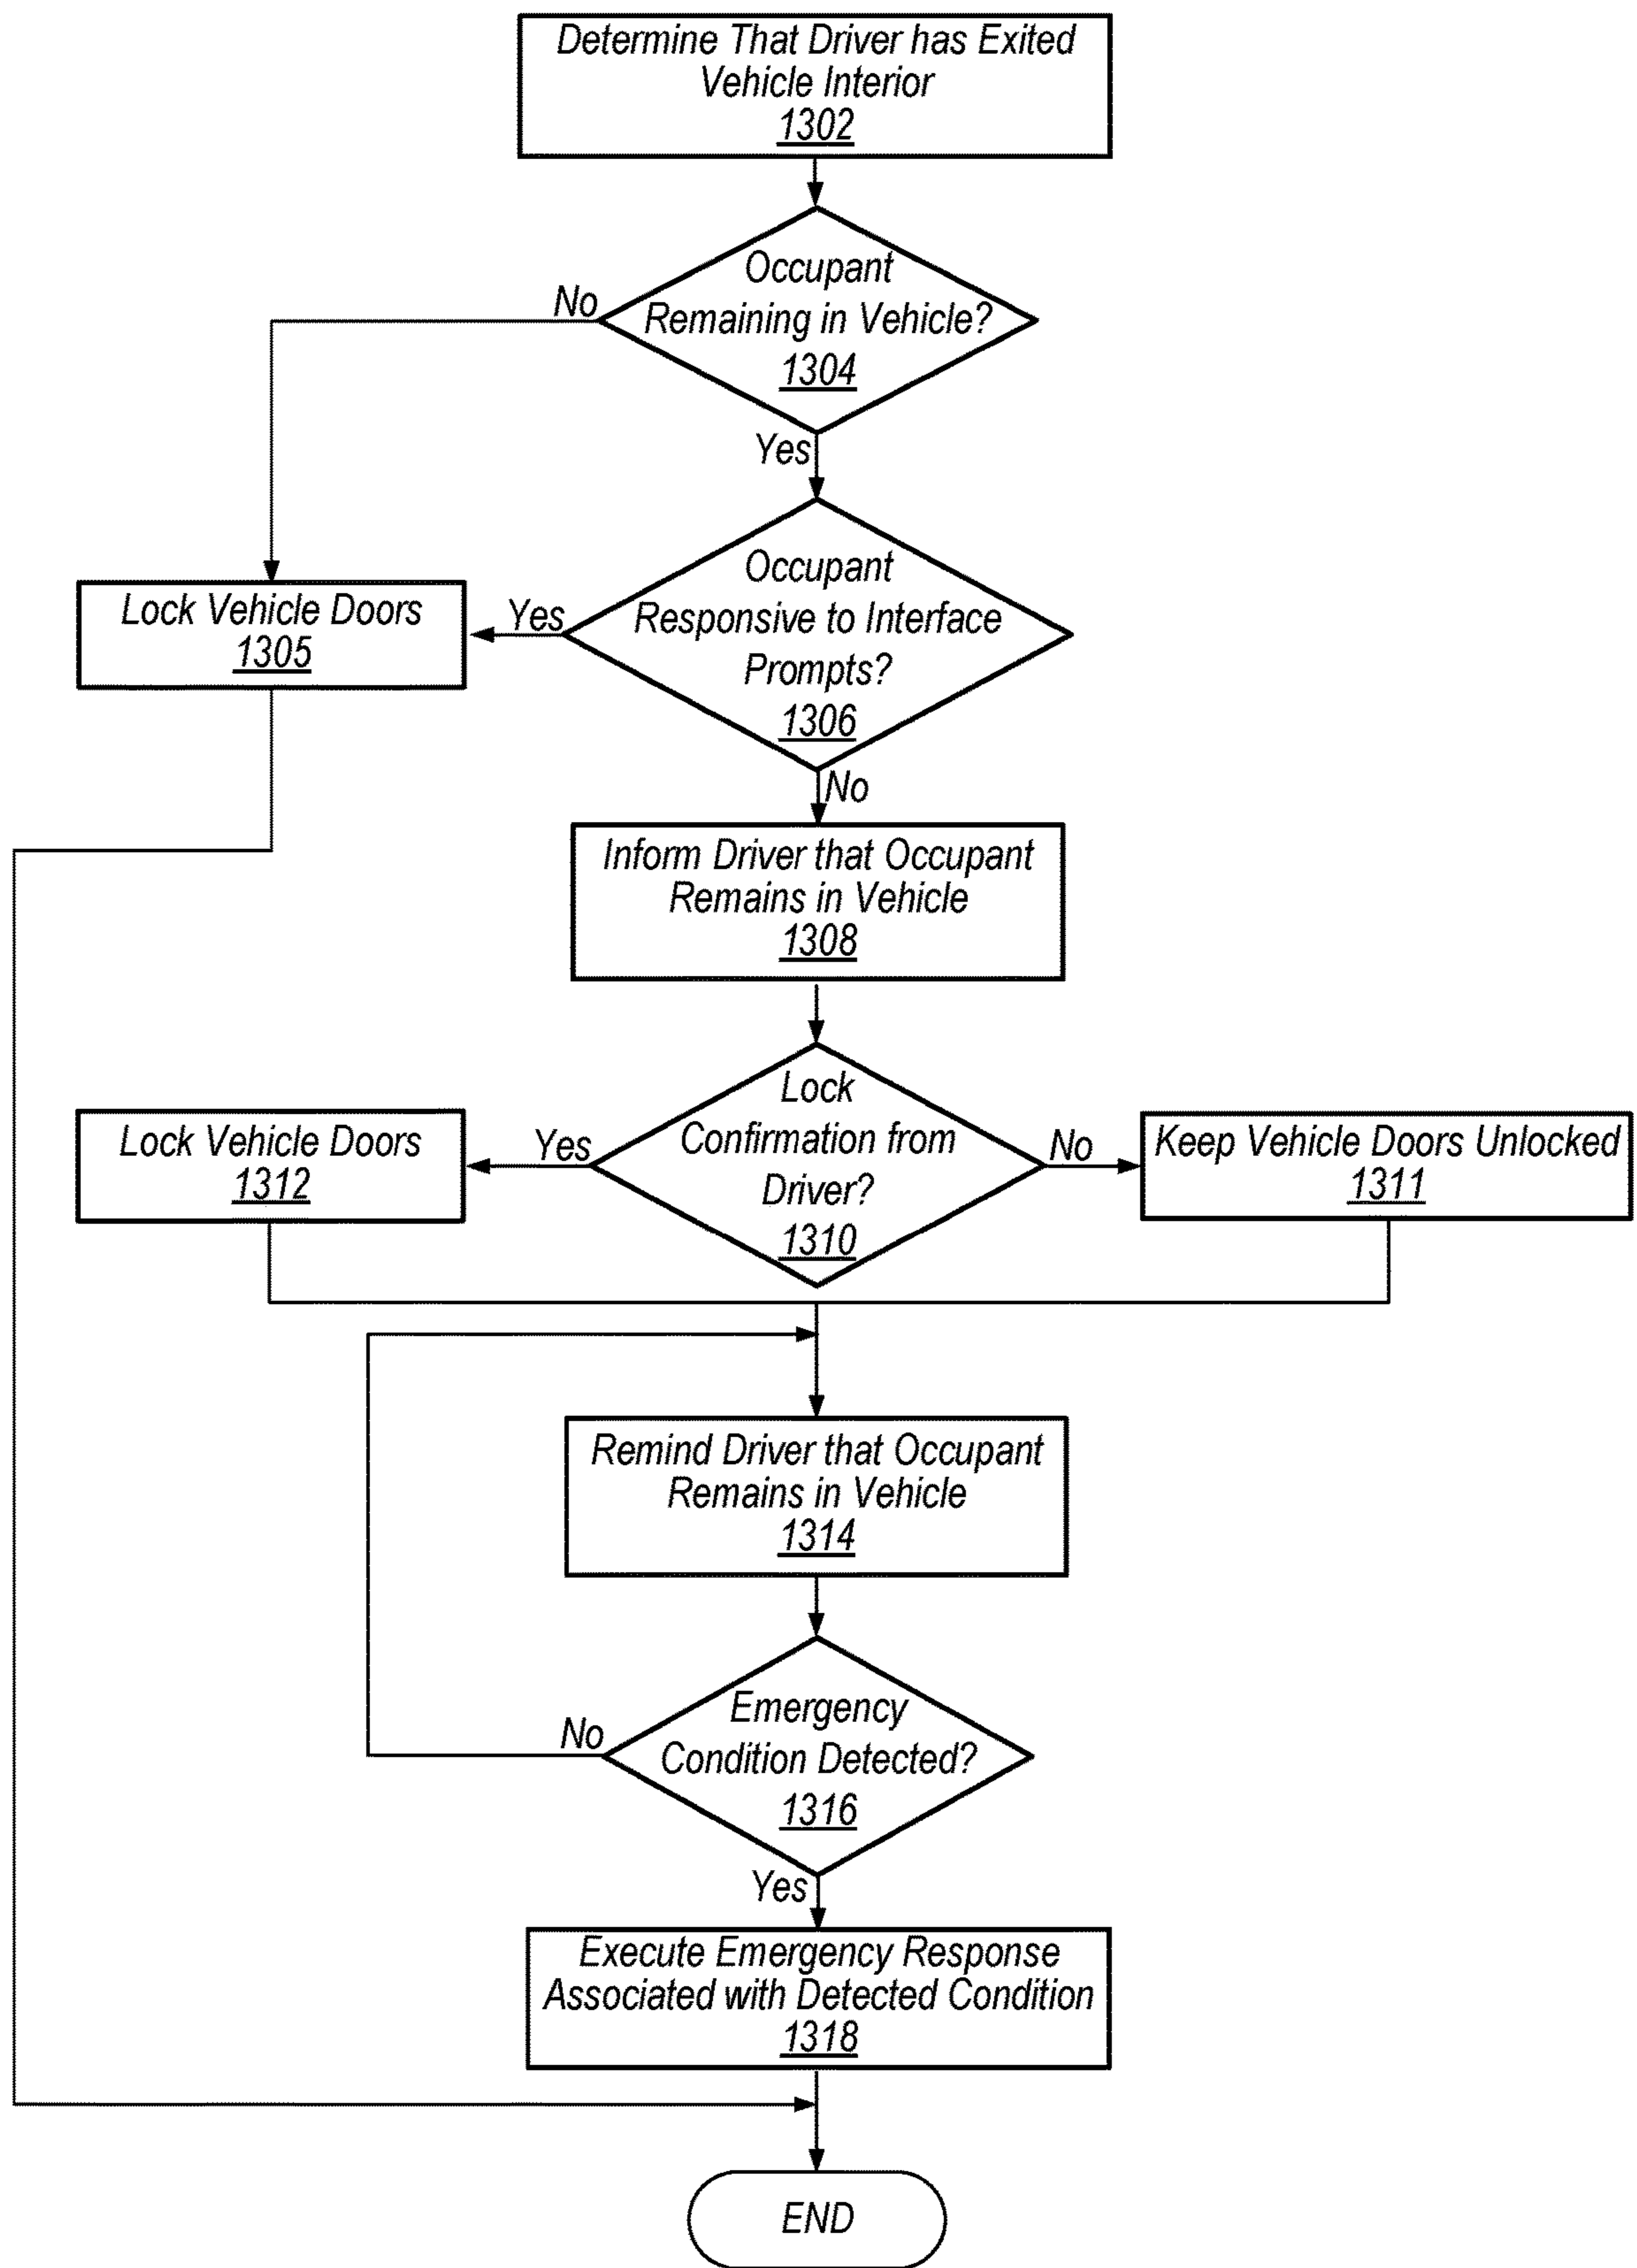 Determine That Driver has Exited
Vehicle Interior
1302
Occupant
Remaining in Vehicle?
1304
No
Yes
Occupant
Responsive to Interface
Prompts?
1306
Yes
Lock Vehicle Doors
1305
No
Inform Driver that Occupant
Remains in Vehicle
1308
Lock
Confirmation from
Driver?
1310
Yes
Lock Vehicle Doors
1312
No
Keep Vehicle Doors Unlocked
1311
Remind Driver that Occupant
Remains in Vehicle
1314
Emergency
Condition Detected?
1316
No
Yes
Execute Emergency Response
Associated with Detected Condition
1318
END